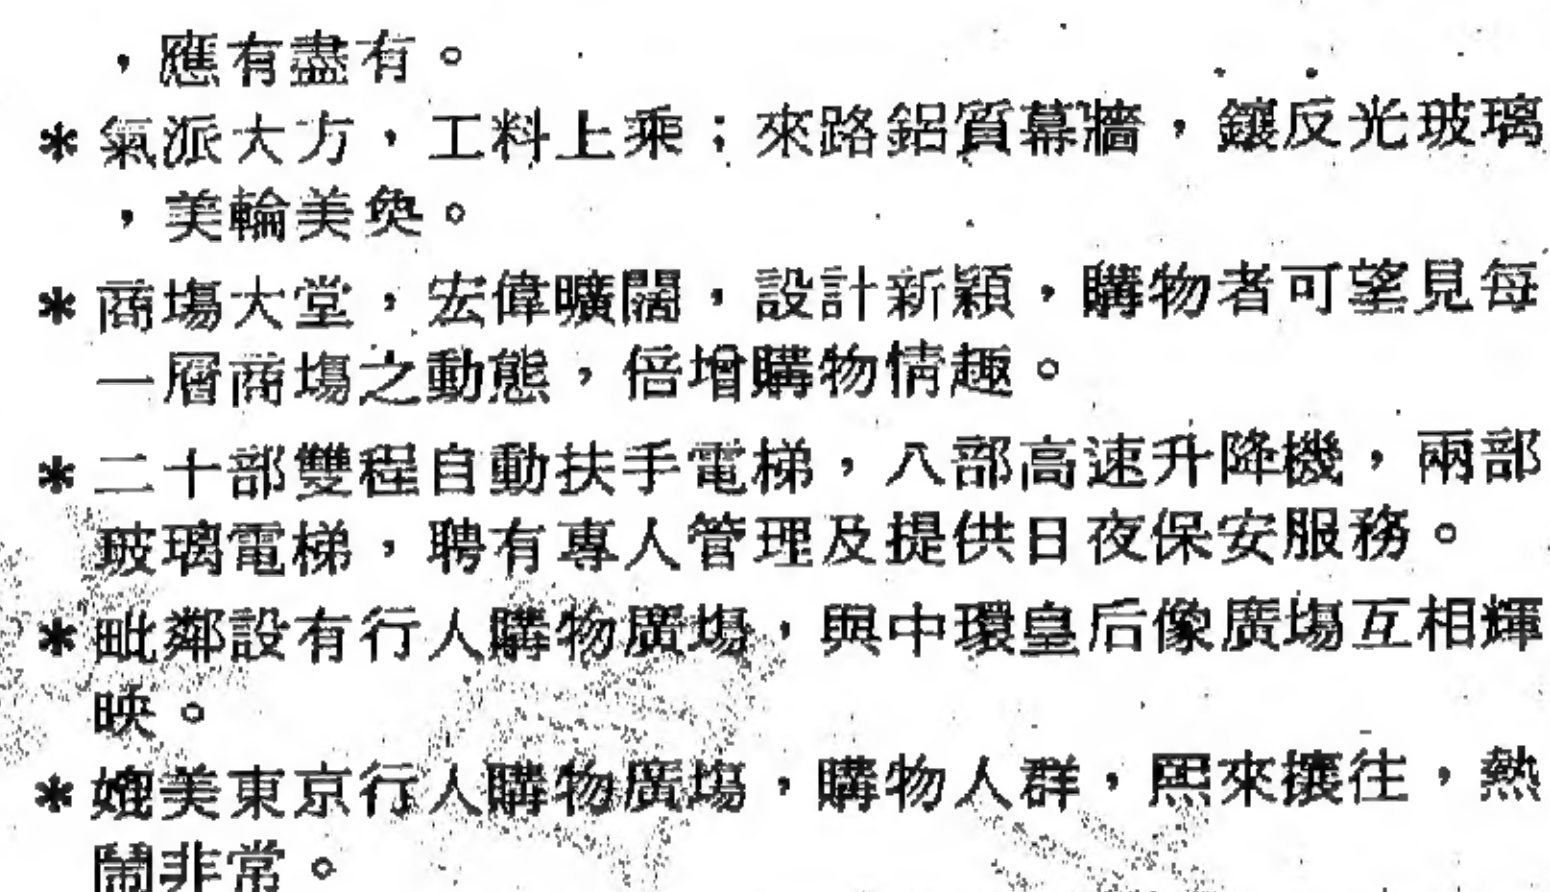 ，應有盡有。
＊氣派大方，工料上乘；來路鋁質幕牆，鑲反光玻璃
，美輪美奐。
＊商場大堂，宏偉曠闊，設計新穎，購物者可望見每
一層商場之動態，倍增購物情趣。
＊二十部雙程自動扶手電梯，八部高速升降機，兩部
玻璃電梯，聘有專人管理及提供日夜保安服務。
＊毗鄰設有行人購物廣場，與中環皇后像廣場互相輝
映。
＊媲美東京行人購物廣場，購物人群，熙來攘往，熱
鬧非常。